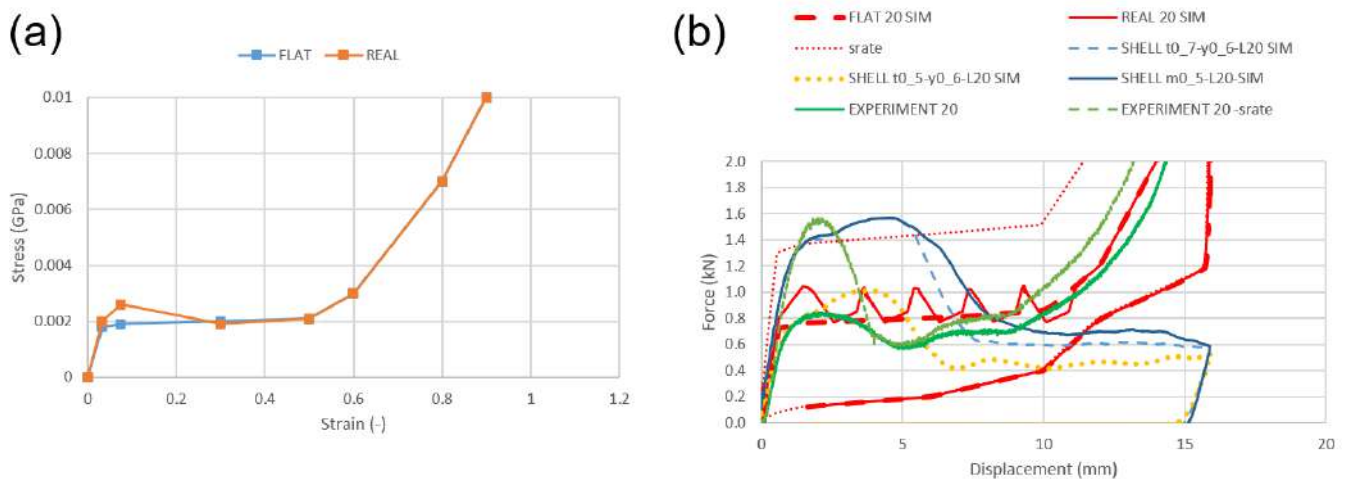 (a)
FLAT REAL
0.01
0.008
0.006
0.004
0.002
0
Stress (GPa)
0 0.2 0.4 0.6 0.8 1 1.2
Strain (-)
(b)
FLAT 20 SIM REAL 20 SIM
srate SHELL t0_7-y0_6-L20 SIM
SHELL t0_5-y0_6-L20 SIM SHELL m0_5-L20-SIM
EXPERIMENT 20 EXPERIMENT 20 -srate
2.0
1.8
1.6
1.4
1.2
1.0
0.8
0.6
0.4
0.2
0.0
Force (kN)
0 5 10 15 20
Displacement (mm)